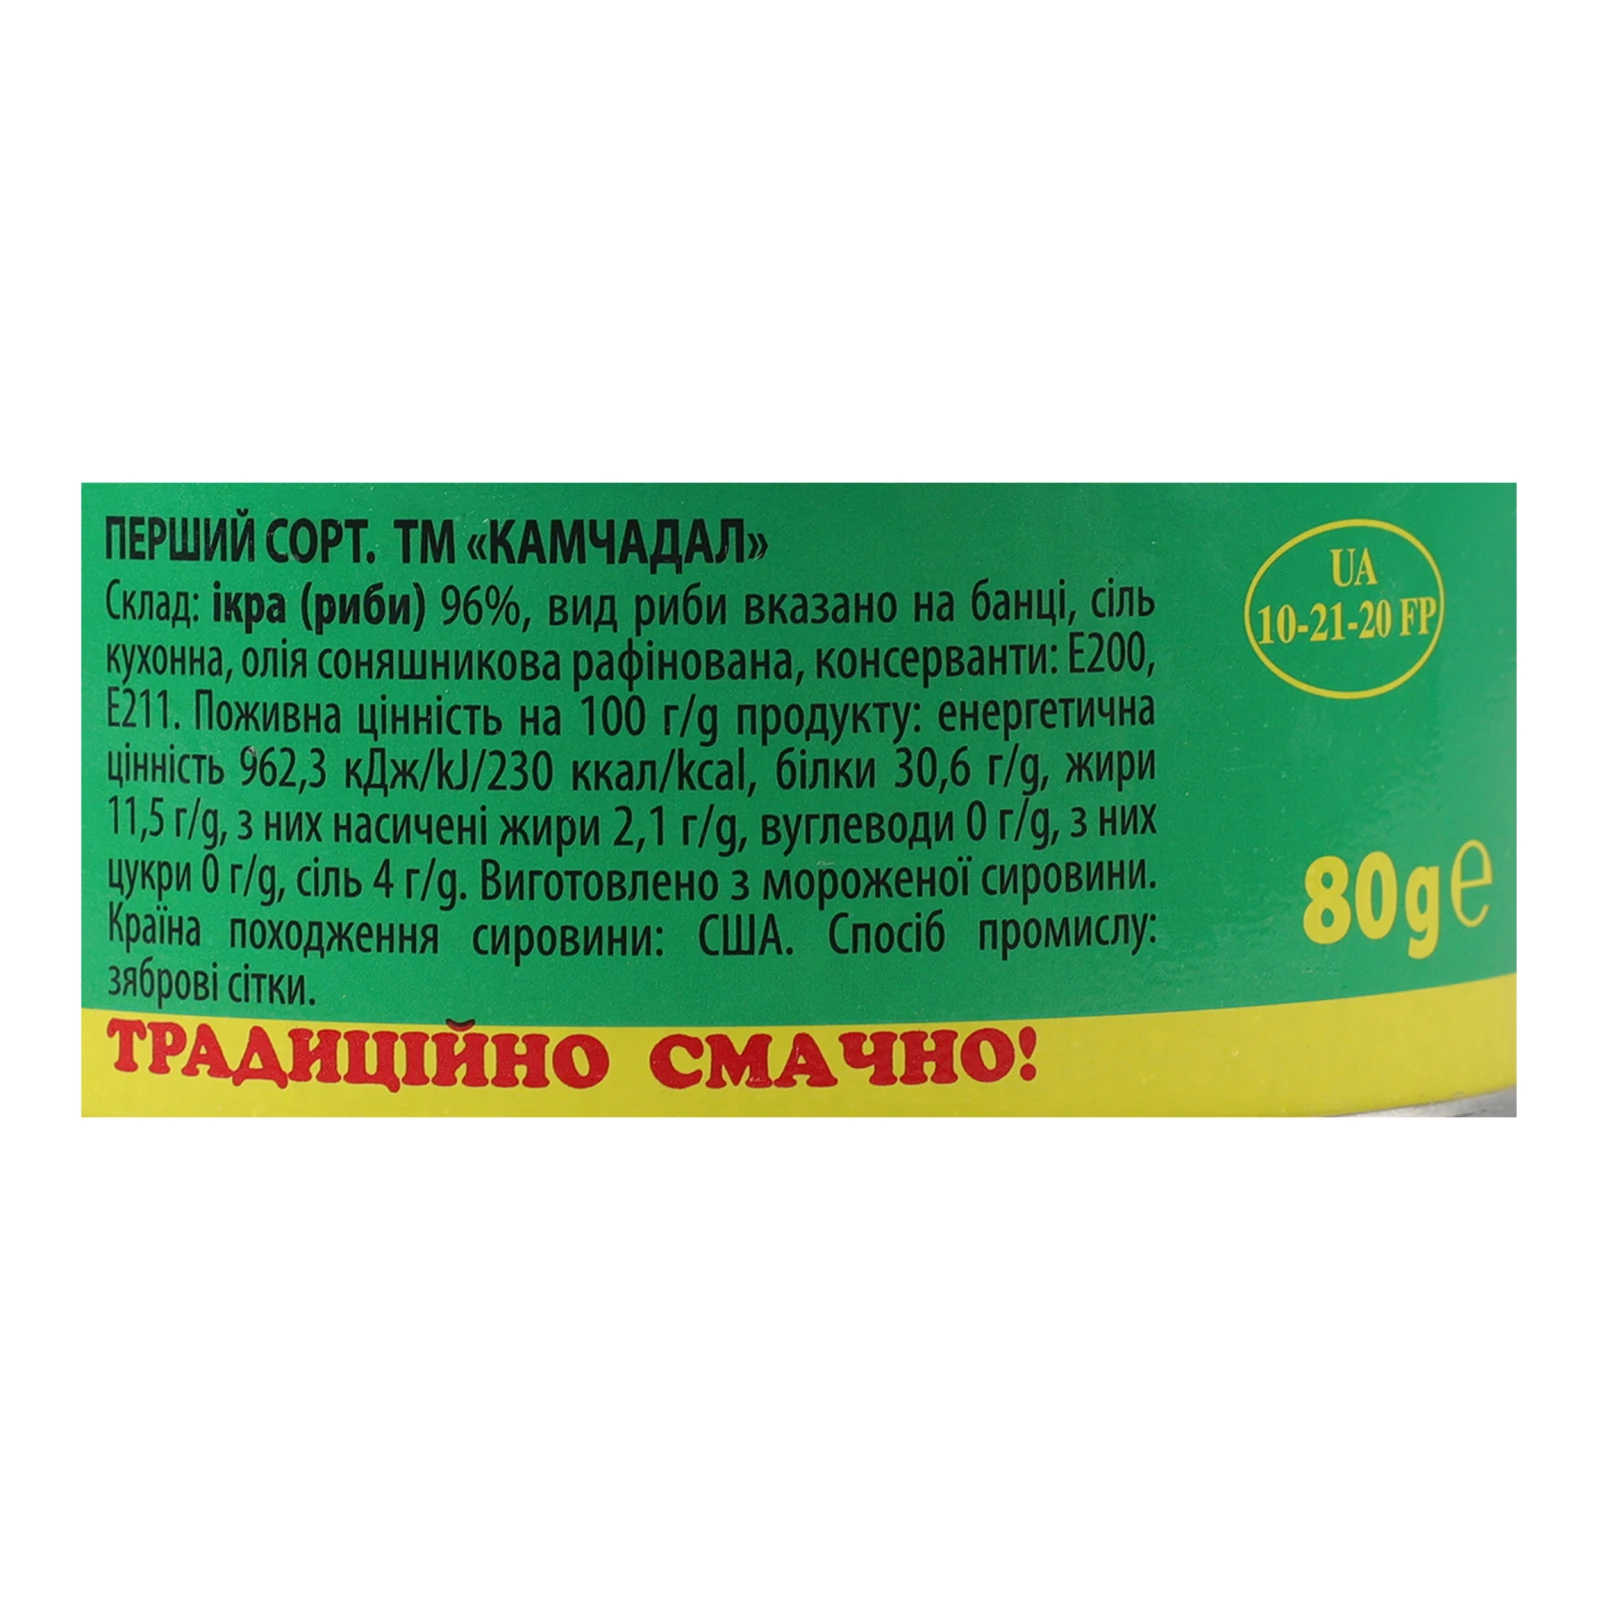 ПЕРШИЙ СОРТ. ТМ «КАМЧАДАЛ»
Склад: ікра (риби) 96%, вид риби вказано на банці, сіль
кухонна, олія соняшникова рафінована, консерванти: Е200,
Е211. Поживна цінність на 100 г/g продукту: енергетична
цінність 962,3 кДж/kJ/230 ккал/kcal, білки 30,6 г/g, жири
11,5 г/g, з них насичені жири 2,1 г/g, вуглеводи 0 г/g, з них
цукри 0 г/g, сіль 4 г/g. Виготовлено з мороженої сировини.
Країна походження сировини: США. Спосіб промислу:
зяброві сітки.
ТРАДИЦІЙНО СМАЧНО!
UA
10-21-20 FP
80g℮